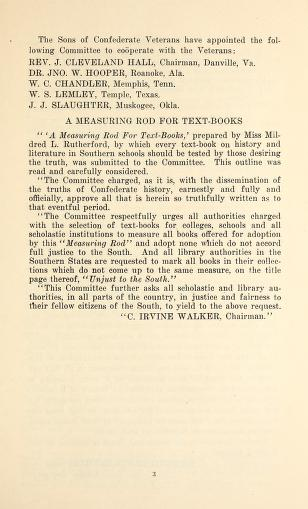 The Sons of Confederate Veterans have appointed the fol-
lowing Committee to coöperate with the Veterans:
REV. J. CLEVELAND HALL, Chairman, Danville, Va.
DR. JNO. W. HOOPER, Roanoke, Ala.
W. C. CHANDLER, Memphis, Tenn.
W. S. LEMLEY, Temple, Texas.
J. J. SLAUGHTER, Muskogee, Okla.
A MEASURING ROD FOR TEXT-BOOKS
"'A Measuring Rod For Text-Books,' prepared by Miss Mil-
dred L. Rutherford, by which every text-book on history and
literature in Southern schools should be tested by those desiring
the truth, was submitted to the Committee. This outline was
read and carefully considered.
"The Committee charged, as it is, with the dissemination of
the truths of Confederate history, earnestly and fully and
officially, approve all that is herein so truthfully written as to
that eventful period.
"The Committee respectfully urges all authorities charged
with the selection of text-books for colleges, schools and all
scholastic institutions to measure all books offered for adoption
by this "Measuring Rod" and adopt none which do not accord
full justice to the South. And all library authorities in the
Southern States are requested to mark all books in their collec-
tions which do not come up to the same measure, on the title
page thereof, "Unjust to the South."
"This Committee further asks all scholastic and library au-
thorities, in all parts of the country, in justice and fairness to
their fellow citizens of the South, to yield to the above request.
"C. IRVINE WALKER, Chairman."
3